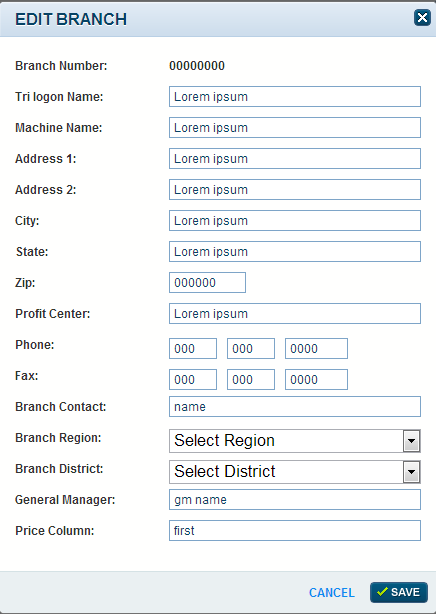 EDIT BRANCH
Branch Number: 00000000
Tri logon Name: Lorem ipsum
Machine Name: Lorem ipsum
Address 1: Lorem ipsum
Address 2: Lorem ipsum
City: Lorem ipsum
State: Lorem ipsum
Zip: 000000
Profit Center: Lorem ipsum
Phone: 000 000 0000
Fax: 000 000 0000
Branch Contact: name
Branch Region: Select Region
Branch District: Select District
General Manager: gm name
Price Column: first
CANCEL SAVE